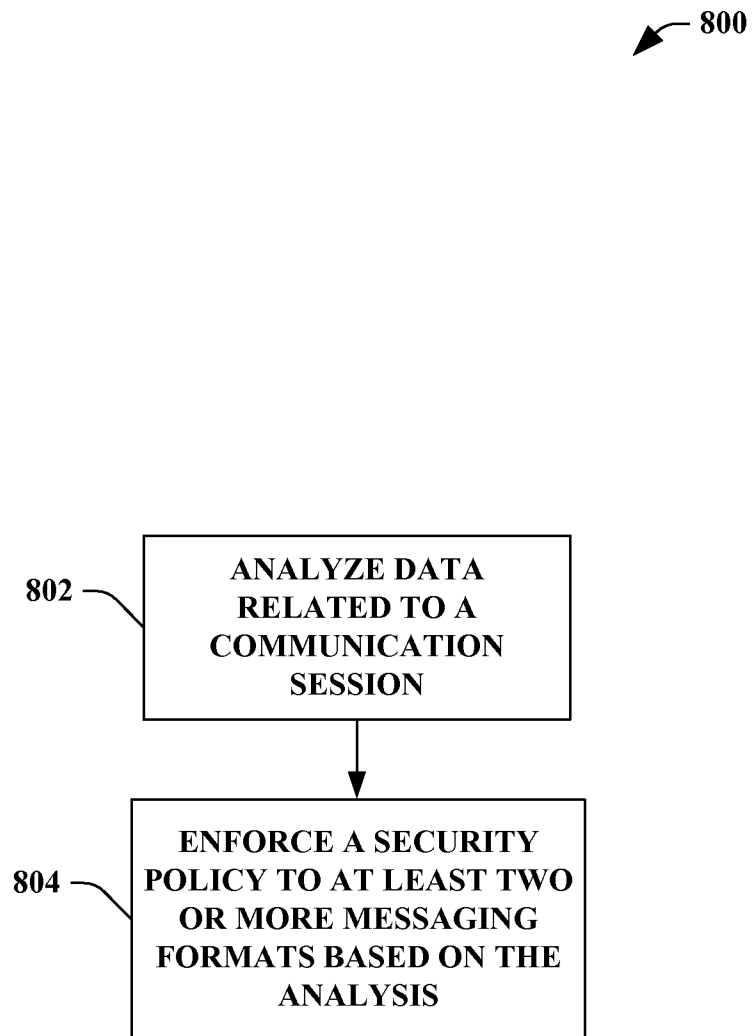 800
802
ANALYZE DATA
RELATED TO A
COMMUNICATION
SESSION
804
ENFORCE A SECURITY
POLICY TO AT LEAST TWO
OR MORE MESSAGING
FORMATS BASED ON THE
ANALYSIS